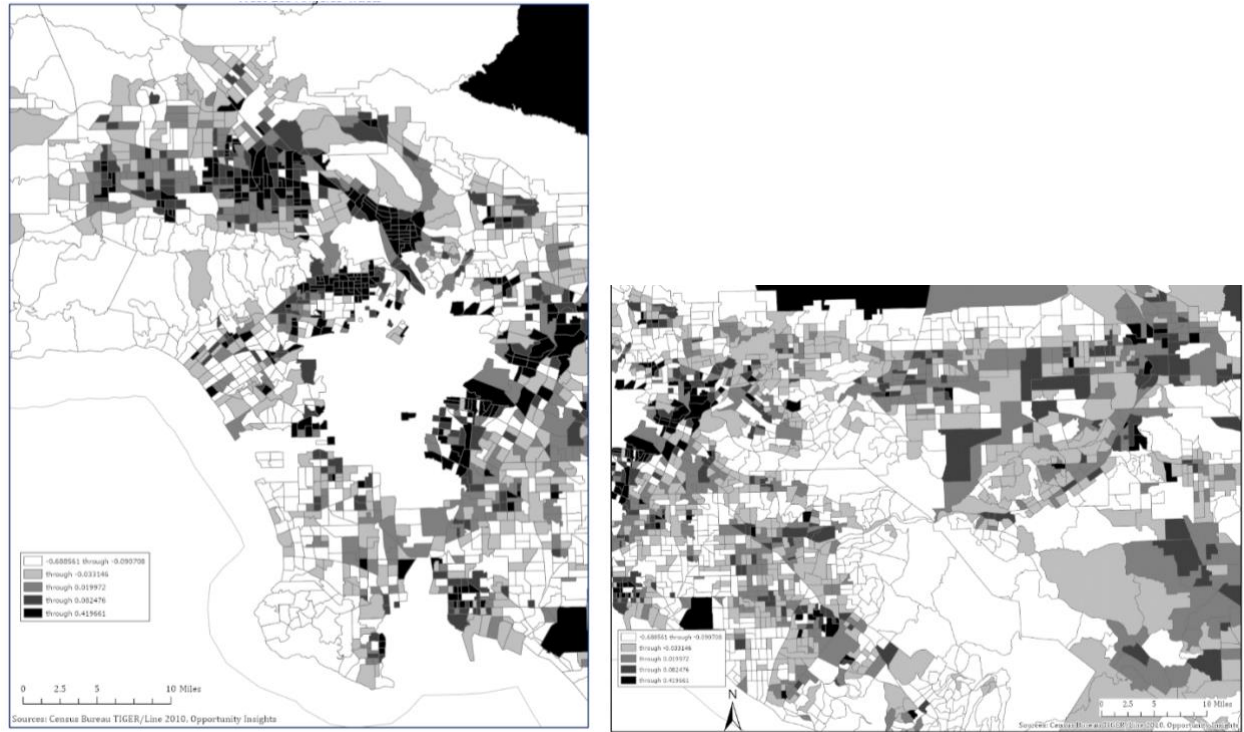 -0.688561 through -0.090708
through -0.033146
through 0.019972
through 0.082476
through 0.419661
0 2.5 5 10 Miles
Sources: Census Bureau TIGER/Line 2010, Opportunity Insights
-0.688561 through -0.090708
through -0.033146
through 0.019972
through 0.082476
through 0.419661
N
0 2.5 5 10 Miles
Sources: Census Bureau TIGER/Line 2010, Opportunity Insights